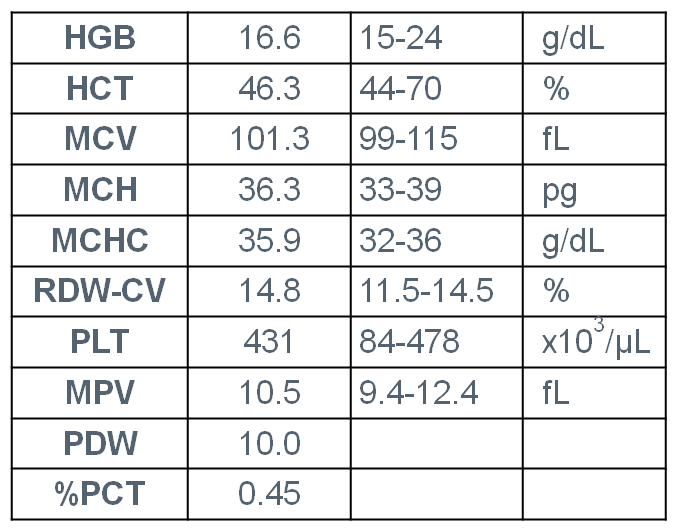 HGB 16.6 15-24 g/dL
HCT 46.3 44-70 %
MCV 101.3 99-115 fL
MCH 36.3 33-39 pg
MCHC 35.9 32-36 g/dL
RDW-CV 14.8 11.5-14.5 %
PLT 431 84-478 x10³/µL
MPV 10.5 9.4-12.4 fL
PDW 10.0
%PCT 0.45